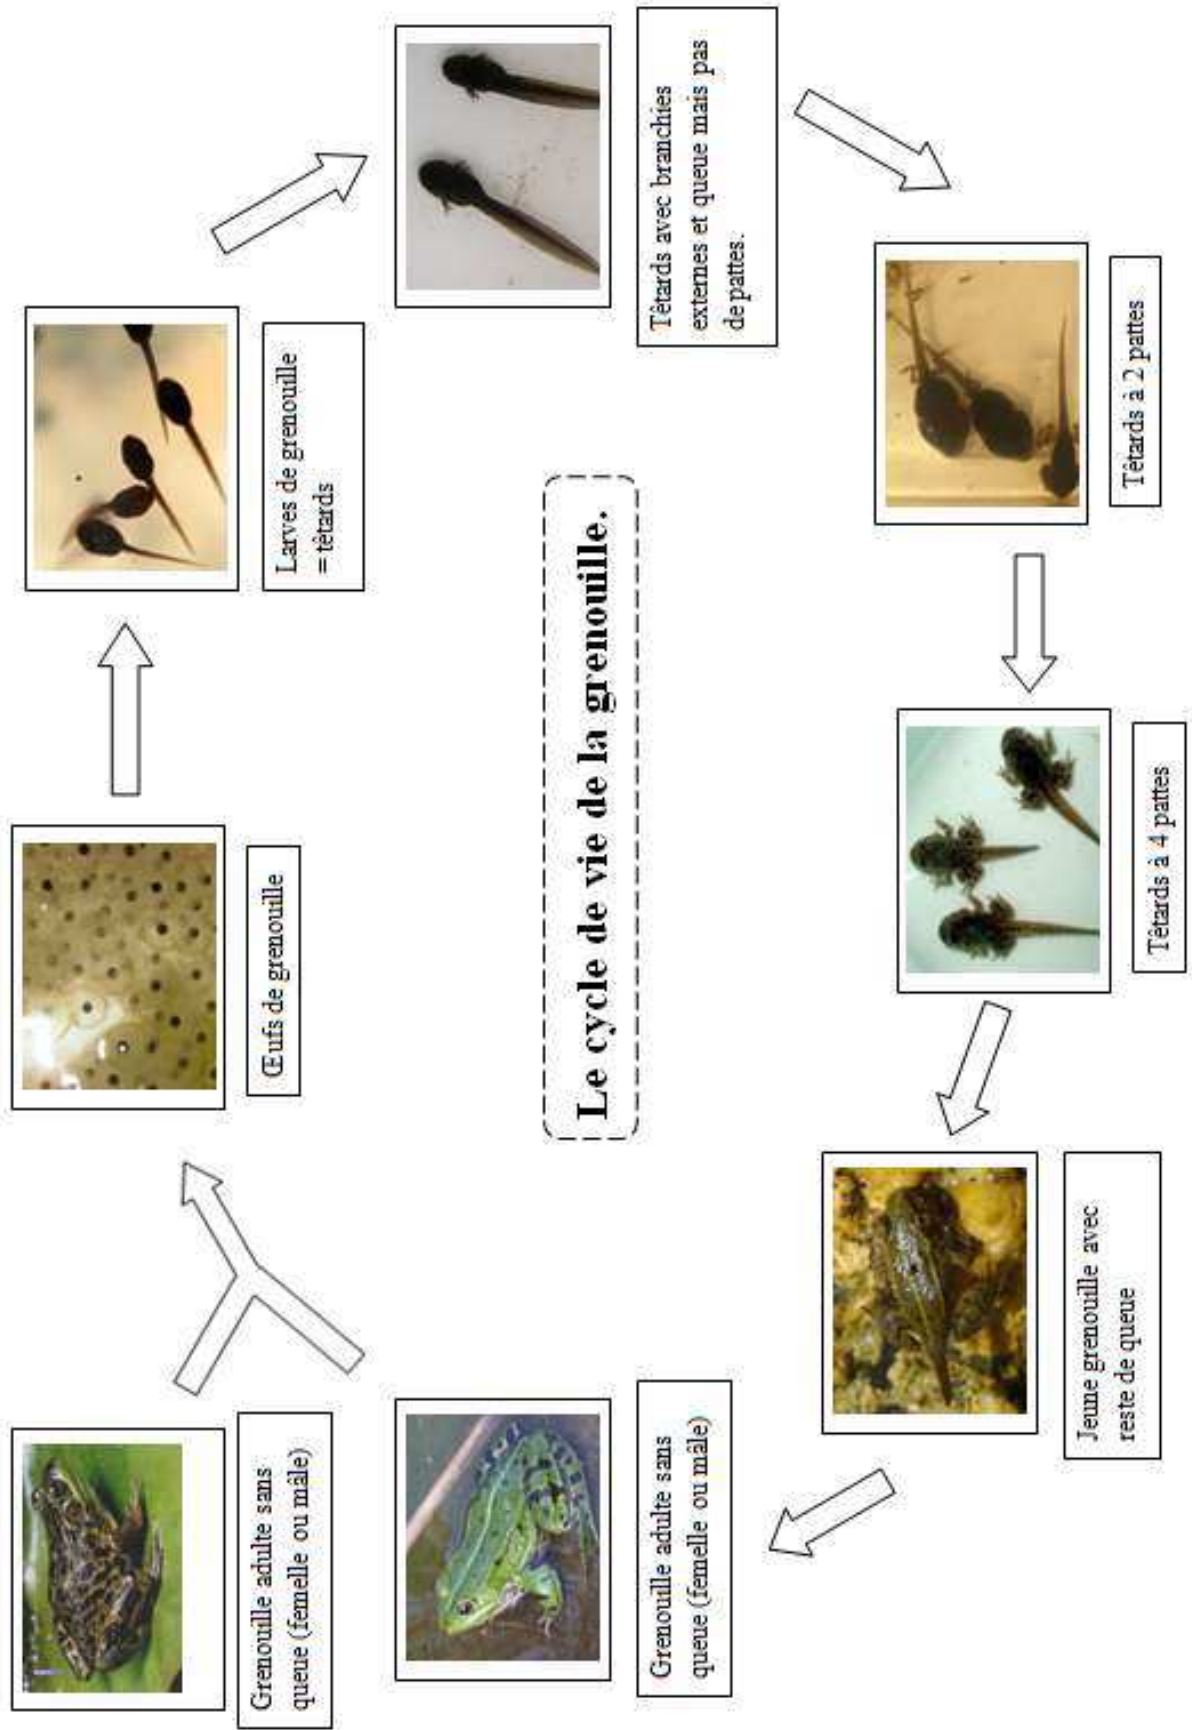 Le cycle de vie de la grenouille.
Grenouille adulte sans
queue (femelle ou mâle)
Œufs de grenouille
Larves de grenouille
= têtards
Têtards avec branchies
externes et queue mais pas
de pattes.
Têtards à 2 pattes
Têtards à 4 pattes
Jeune grenouille avec
reste de queue
Grenouille adulte sans
queue (femelle ou mâle)